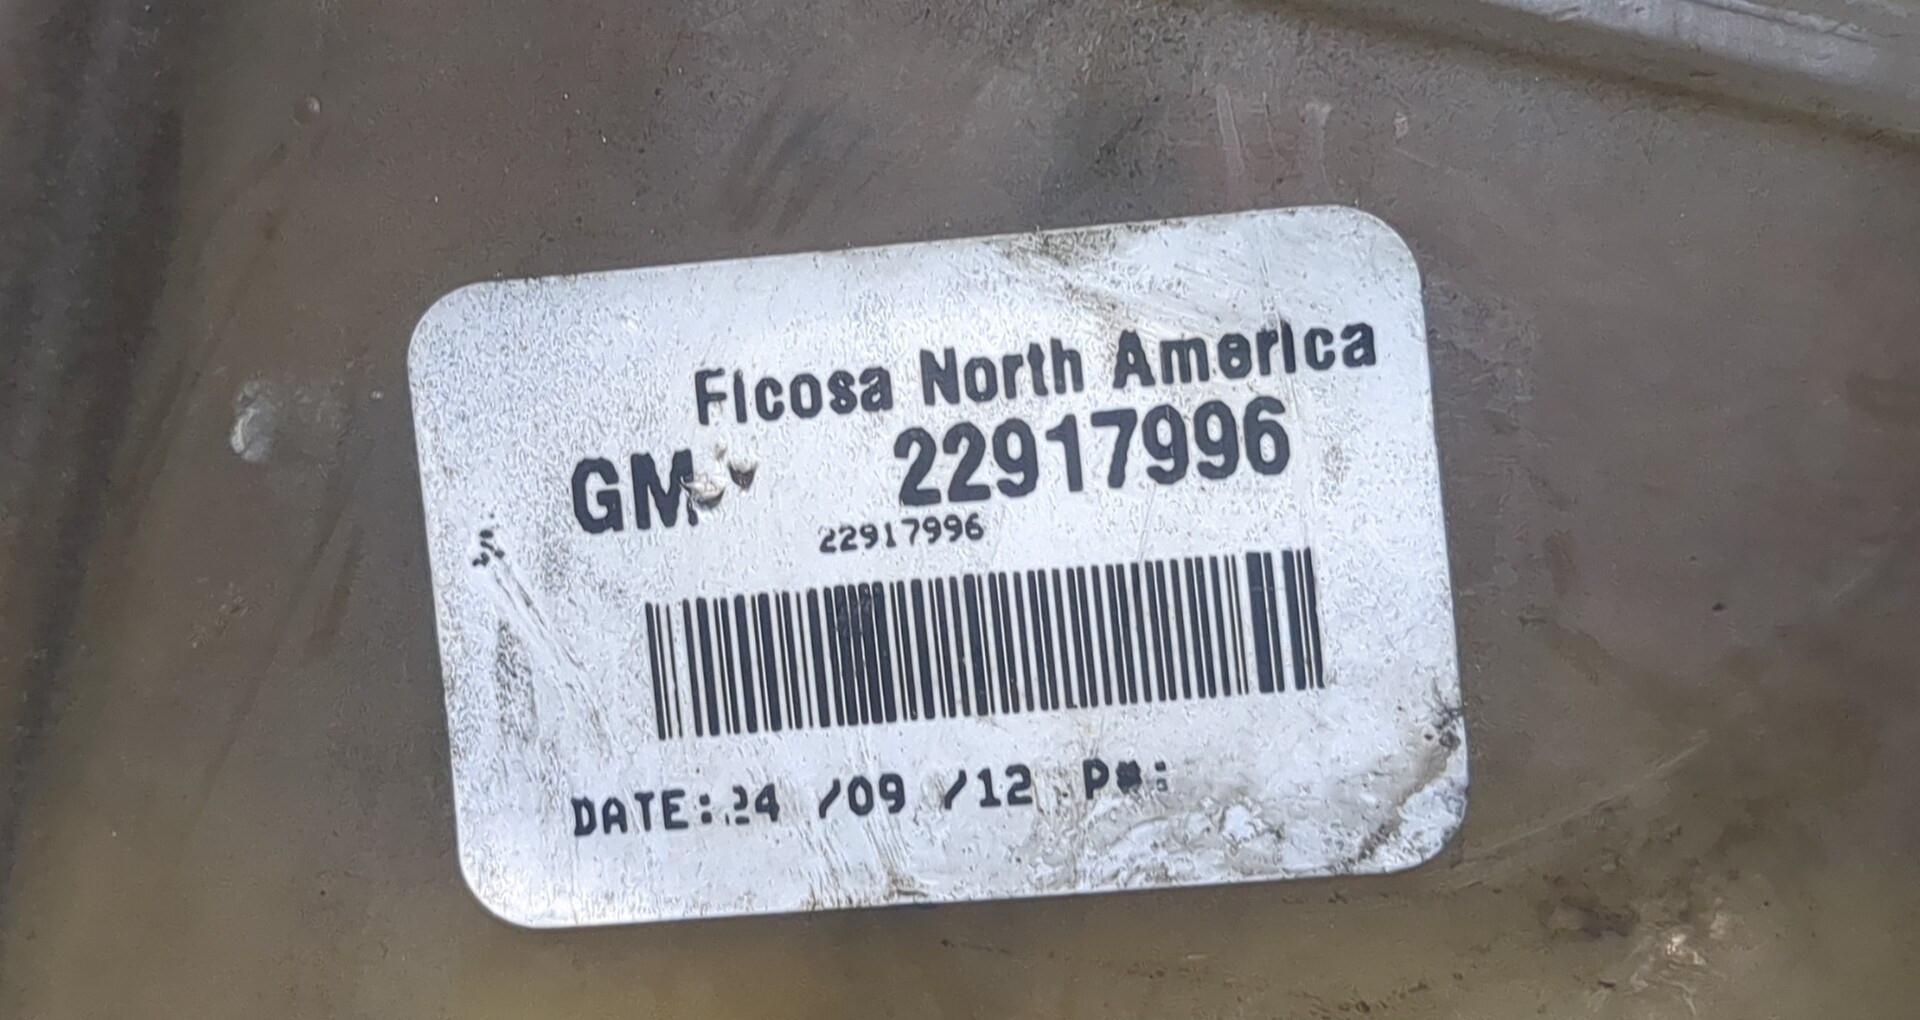 Ficosa North America
GM 22917996
22917996
DATE:24 /09 /12 P#: